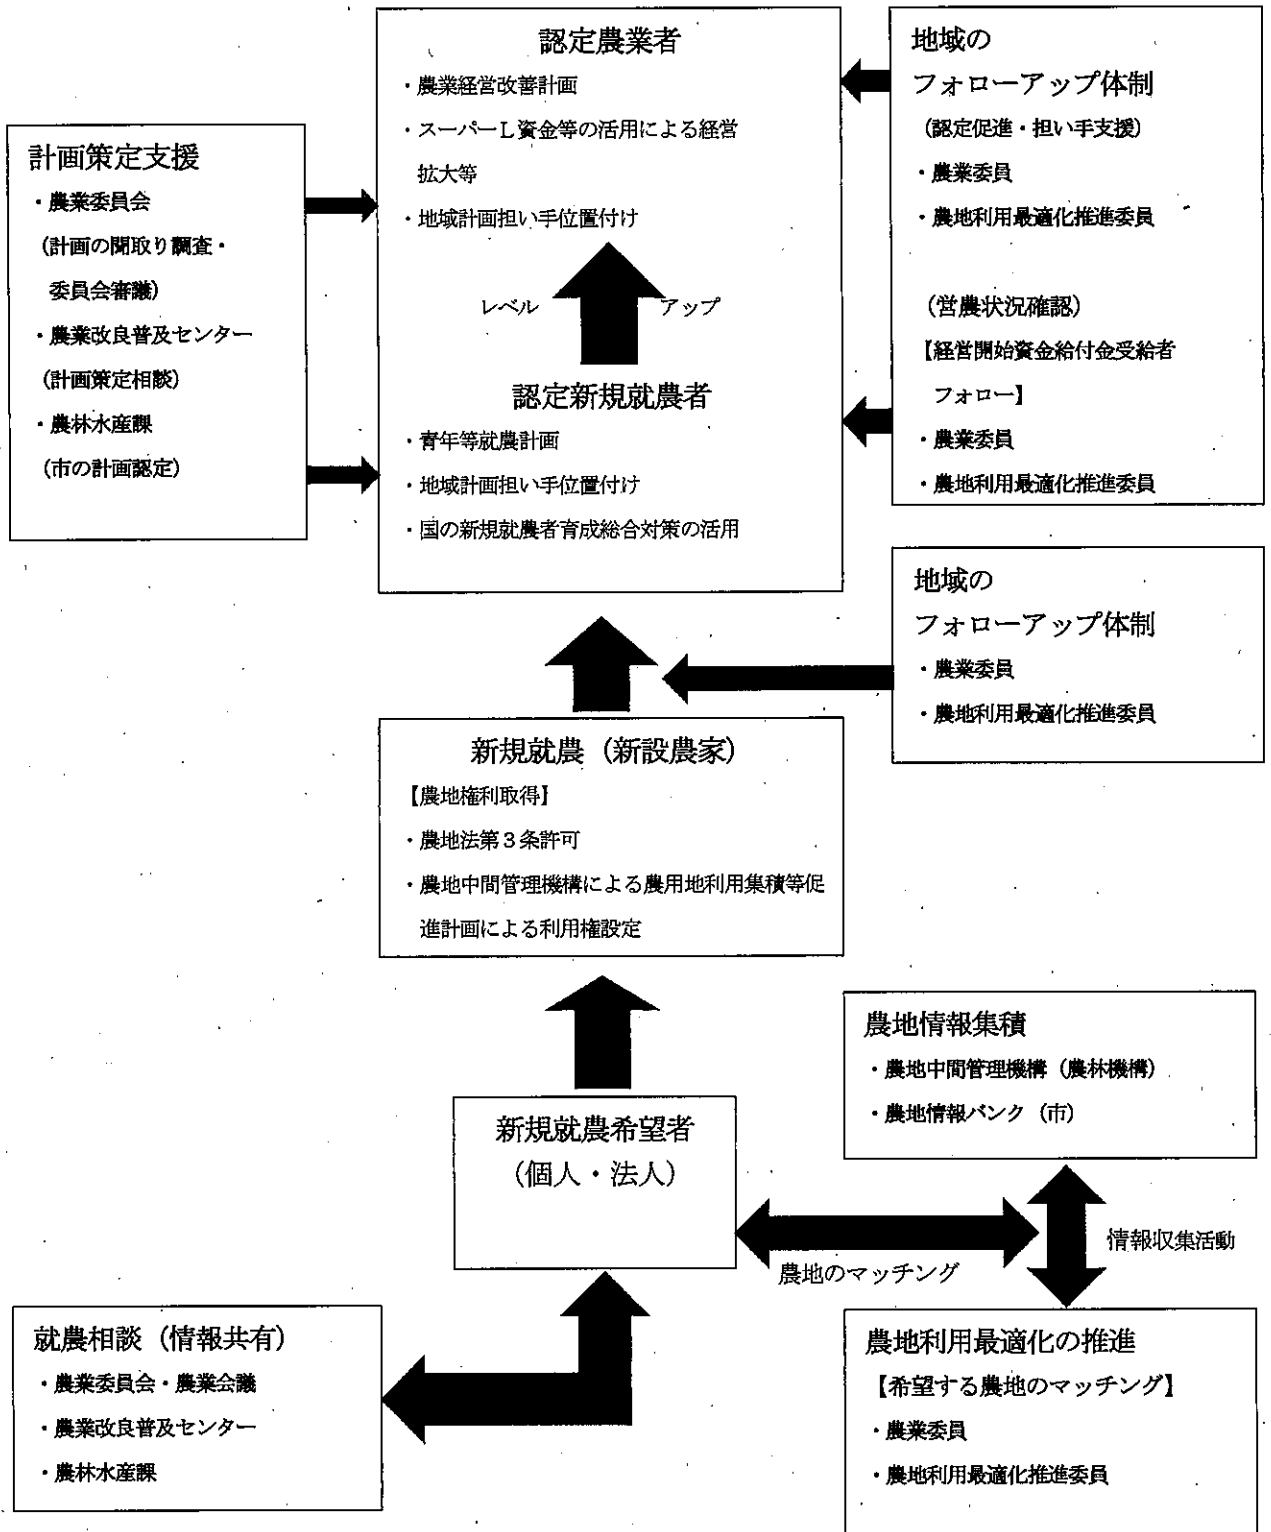 認定農業者
・農業経営改善計画
・スーパーL資金等の活用による経営
拡大等
・地域計画担い手位置付け
レベル アップ
認定新規就農者
・青年等就農計画
・地域計画担い手位置付け
・国の新規就農者育成総合対策の活用
計画策定支援
・農業委員会
(計画の聞取り調査・
委員会審議)
・農業改良普及センター
(計画策定相談)
・農林水産課
(市の計画認定)
地域の
フォローアップ体制
(認定促進・担い手支援)
・農業委員
・農地利用最適化推進委員
(営農状況確認)
【経営開始資金給付金受給者
フォロー】
・農業委員
・農地利用最適化推進委員
地域の
フォローアップ体制
・農業委員
・農地利用最適化推進委員
新規就農(新設農家)
【農地権利取得】
・農地法第3条許可
・農地中間管理機構による農用地利用集積等促
進計画による利用権設定
農地情報集積
・農地中間管理機構(農林機構)
・農地情報バンク(市)
新規就農希望者
(個人・法人)
情報収集活動
農地のマッチング
就農相談(情報共有)
・農業委員会・農業会議
・農業改良普及センター
・農林水産課
農地利用最適化の推進
【希望する農地のマッチング】
・農業委員
・農地利用最適化推進委員